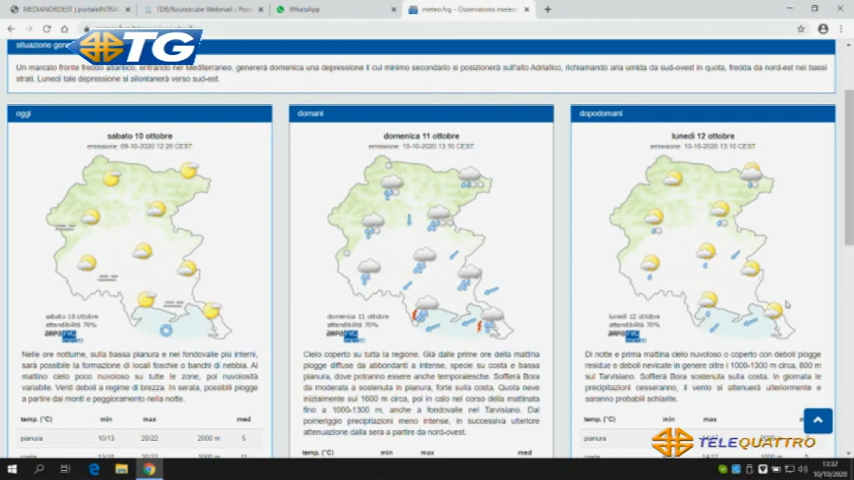 MEDIANORDEST | portaleINTRA
TDB/Roundcube Webmail :: Post
WhatsApp
meteo.fvg - Osservatorio meteo
TG
situazione gene
Un marcato fronte freddo atlantico, entrando nel Mediterraneo, genererà domenica una depressione il cui minimo secondario si posizionerà sull'alto Adriatico, richiamando aria umida da sud-ovest in quota, fredda da nord-est nei bassi
strati. Lunedì tale depressione si allontanerà verso sud-est.
oggi
sabato 10 ottobre
emissione: 09-10-2020 12:26 CEST
sabato 10 ottobre
attendibilità 70%
Nelle ore notturne, sulla bassa pianura e nei fondovalle più interni,
sarà possibile la formazione di locali foschie o banchi di nebbia. Al
mattino cielo poco nuvoloso su tutte le zone, poi nuvolosità
variabile. Venti deboli a regime di brezza. In serata, possibili piogge
a partire dai monti e peggioramento nella notte.
temp. (°C) min max med
pianura 10/13 20/22 2000 m 5
costa
domani
domenica 11 ottobre
emissione: 10-10-2020 13:10 CEST
domenica 11 ottobre
attendibilità 70%
Cielo coperto su tutta la regione. Già dalle prime ore della mattina
piogge diffuse da abbondanti a intense, specie su costa e bassa
pianura, dove potranno essere anche temporalesche. Soffierà Bora
da moderata a sostenuta in pianura, forte sulla costa. Quota neve
inizialmente sui 1600 m circa, poi in calo nel corso della mattinata
fino a 1000-1300 m, anche a fondovalle nel Tarvisiano. Dal
pomeriggio precipitazioni meno intense, in successiva ulteriore
attenuazione dalla sera a partire da nord-ovest.
temp. (°C) min max med
dopodomani
lunedì 12 ottobre
emissione: 10-10-2020 13:10 CEST
lunedì 12 ottobre
attendibilità 70%
Di notte e prima mattina cielo nuvoloso o coperto con deboli piogge
residue e deboli nevicate in genere oltre i 1000-1300 m circa, 800 m
sul Tarvisiano. Soffierà Bora sostenuta sulla costa. In giornata le
precipitazioni cesseranno, il vento si attenuerà ulteriormente e
saranno probabili schiarite.
temp. (°C) min max
pianura
costa
TELEQUATTRO
13:32
10/10/2020